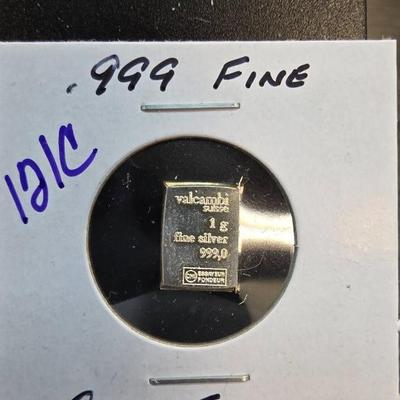 .999 FINE
121C
valcambi
suisse
1 g
fine silver
999,0
ESSAYEUR
FONDEUR